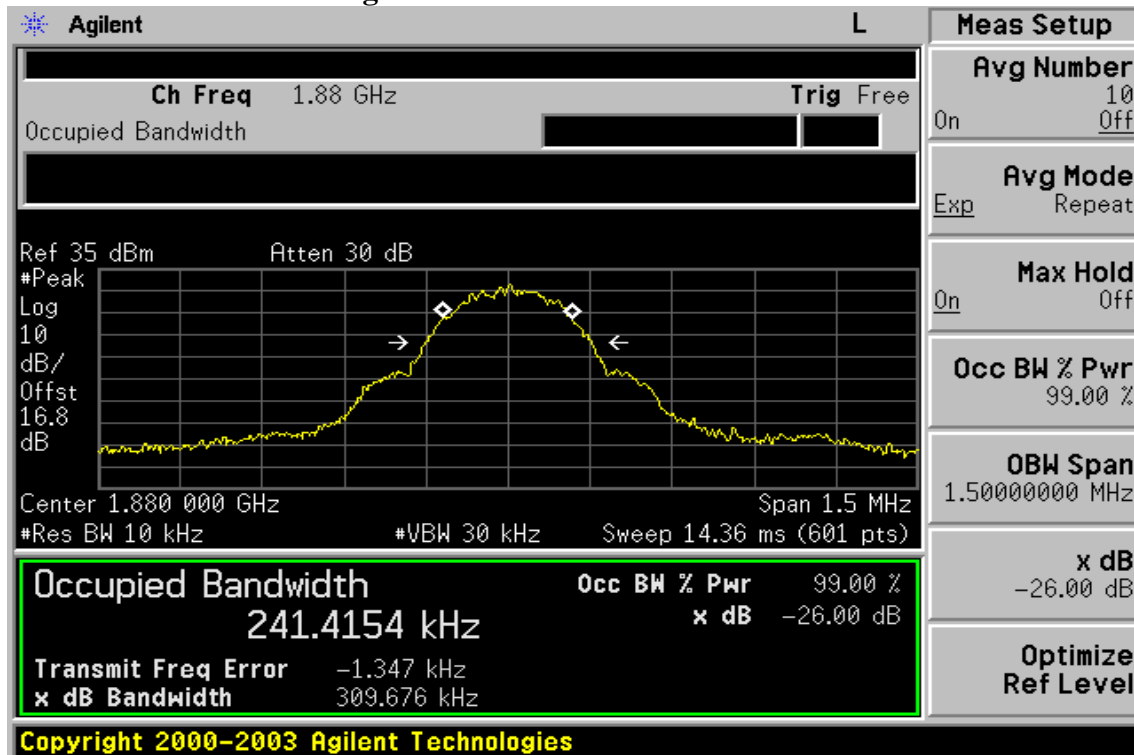 Agilent L Meas Setup
Ch Freq 1.88 GHz Trig Free
Occupied Bandwidth
Ref 35 dBm Atten 30 dB
#Peak
Log
10
dB/
Offst
16.8
dB
Center 1.880 000 GHz Span 1.5 MHz
#Res BW 10 kHz #VBW 30 kHz Sweep 14.36 ms (601 pts)
Occupied Bandwidth Occ BW % Pwr 99.00 %
241.4154 kHz x dB -26.00 dB
Transmit Freq Error -1.347 kHz
x dB Bandwidth 309.676 kHz
Avg Number
10
On Off
Avg Mode
Exp Repeat
Max Hold
On Off
Occ BW % Pwr
99.00 %
OBW Span
1.50000000 MHz
x dB
-26.00 dB
Optimize
Ref Level
Copyright 2000-2003 Agilent Technologies